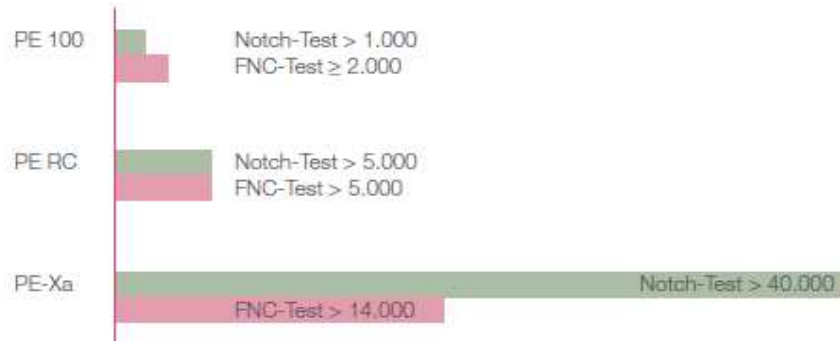 PE 100
Notch-Test > 1.000
FNC-Test ≥ 2.000
PE RC
Notch-Test > 5.000
FNC-Test > 5.000
PE-Xa
Notch-Test > 40.000
FNC-Test > 14.000